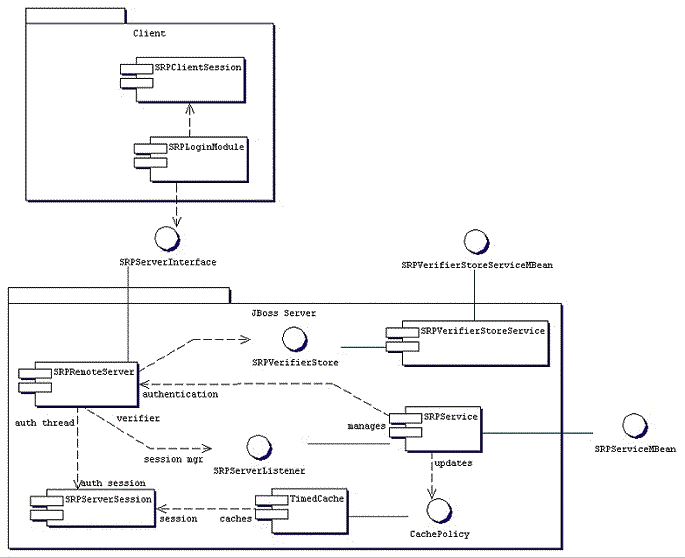 Client
SRPClientSession
SRPLoginModule
SRPServerInterface
SRPVerifierStoreServiceMBean
JBoss Server
SRPVerifierStoreService
SRPVerifierStore
SRPRemoteServer
authentication
verifier
auth thread
manages
SRPService
SRPServiceMBean
session mgr
SRPServerListener
updates
auth session
SRPServerSession
session
caches
TimedCache
CachePolicy